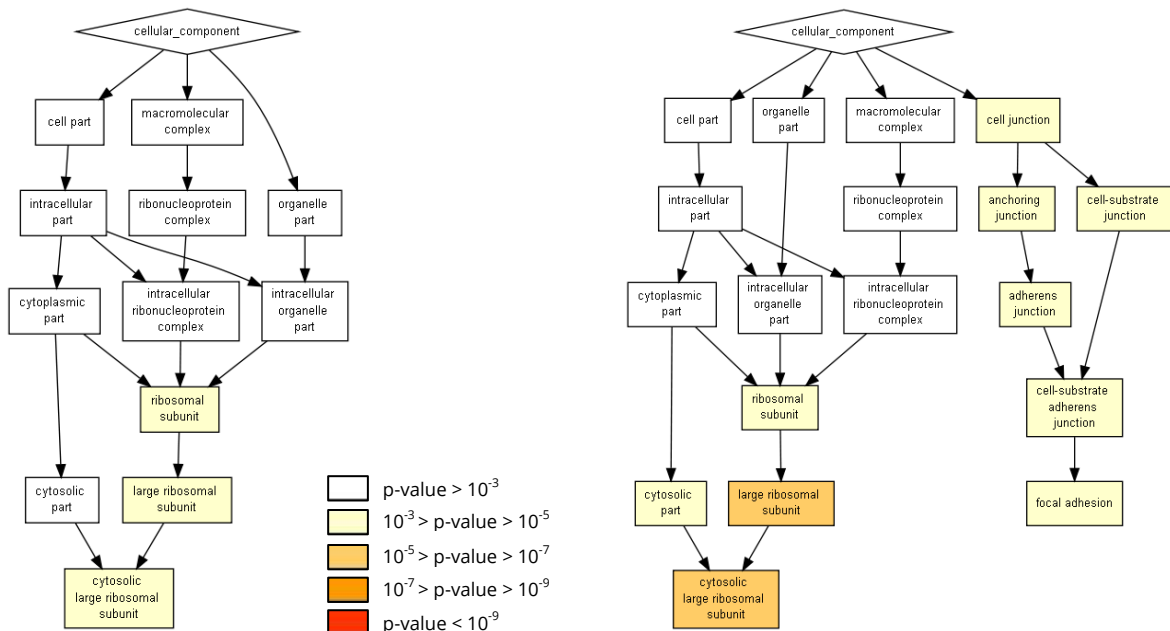 cellular_component
cell part
macromolecular
complex
intracellular
part
ribonucleoprotein
complex
organelle
part
cytoplasmic
part
intracellular
ribonucleoprotein
complex
intracellular
organelle
part
ribosomal
subunit
cytosolic
part
large ribosomal
subunit
cytosolic
large ribosomal
subunit
p-value > 10⁻³
10⁻³ > p-value > 10⁻⁵
10⁻⁵ > p-value > 10⁻⁷
10⁻⁷ > p-value > 10⁻⁹
p-value < 10⁻⁹
cellular_component
cell part
organelle
part
macromolecular
complex
cell junction
intracellular
part
ribonucleoprotein
complex
anchoring
junction
cell-substrate
junction
cytoplasmic
part
intracellular
organelle
part
intracellular
ribonucleoprotein
complex
adherens
junction
ribosomal
subunit
cell-substrate
adherens
junction
cytosolic
part
large ribosomal
subunit
focal adhesion
cytosolic
large ribosomal
subunit